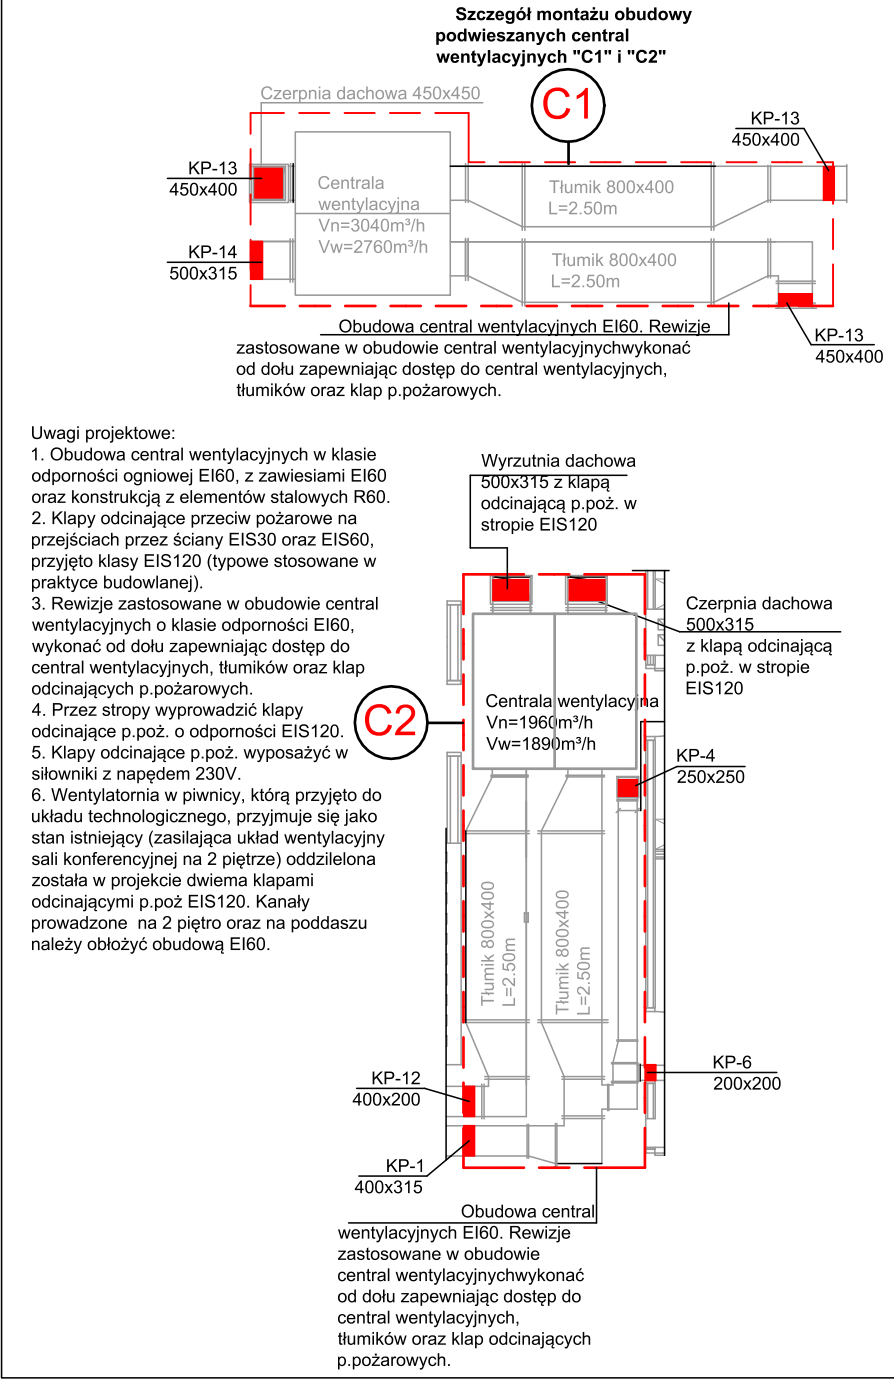 Szczegół montażu obudowy
podwieszanych central
wentylacyjnych "C1" i "C2"
Czerpnia dachowa 450x450
C1
KP-13
450x400
KP-13
450x400
Centrala
wentylacyjna
Vn=3040m³/h
Vw=2760m³/h
Tłumik 800x400
L=2.50m
KP-14
500x315
Tłumik 800x400
L=2.50m
Obudowa central wentylacyjnych EI60. Rewizje
zastosowane w obudowie central wentylacyjnychwykonać
od dołu zapewniając dostęp do central wentylacyjnych,
tłumików oraz klap p.pożarowych.
KP-13
450x400
Uwagi projektowe:
1. Obudowa central wentylacyjnych w klasie
odporności ogniowej EI60, z zawiesiami EI60
oraz konstrukcją z elementów stalowych R60.
2. Klapy odcinające przeciw pożarowe na
przejściach przez ściany EIS30 oraz EIS60,
przyjęto klasy EIS120 (typowe stosowane w
praktyce budowlanej).
3. Rewizje zastosowane w obudowie central
wentylacyjnych o klasie odporności EI60,
wykonać od dołu zapewniając dostęp do
central wentylacyjnych, tłumików oraz klap
odcinających p.pożarowych.
4. Przez stropy wyprowadzić klapy
odcinające p.poż. o odporności EIS120.
5. Klapy odcinające p.poż. wyposażyć w
siłowniki z napędem 230V.
6. Wentylatornia w piwnicy, którą przyjęto do
układu technologicznego, przyjmuje się jako
stan istniejący (zasilająca układ wentylacyjny
sali konferencyjnej na 2 piętrze) oddzilelona
została w projekcie dwiema klapami
odcinającymi p.poż EIS120. Kanały
prowadzone  na 2 piętro oraz na poddaszu
należy obłożyć obudową EI60.
Wyrzutnia dachowa
500x315 z klapą
odcinającą p.poż. w
stropie EIS120
Czerpnia dachowa
500x315
z klapą odcinającą
p.poż. w stropie
EIS120
C2
Centrala wentylacyjna
Vn=1960m³/h
Vw=1890m³/h
KP-4
250x250
Tłumik 800x400
L=2.50m
Tłumik 800x400
L=2.50m
KP-6
200x200
KP-12
400x200
KP-1
400x315
Obudowa central
wentylacyjnych EI60. Rewizje
zastosowane w obudowie
central wentylacyjnychwykonać
od dołu zapewniając dostęp do
central wentylacyjnych,
tłumików oraz klap odcinających
p.pożarowych.